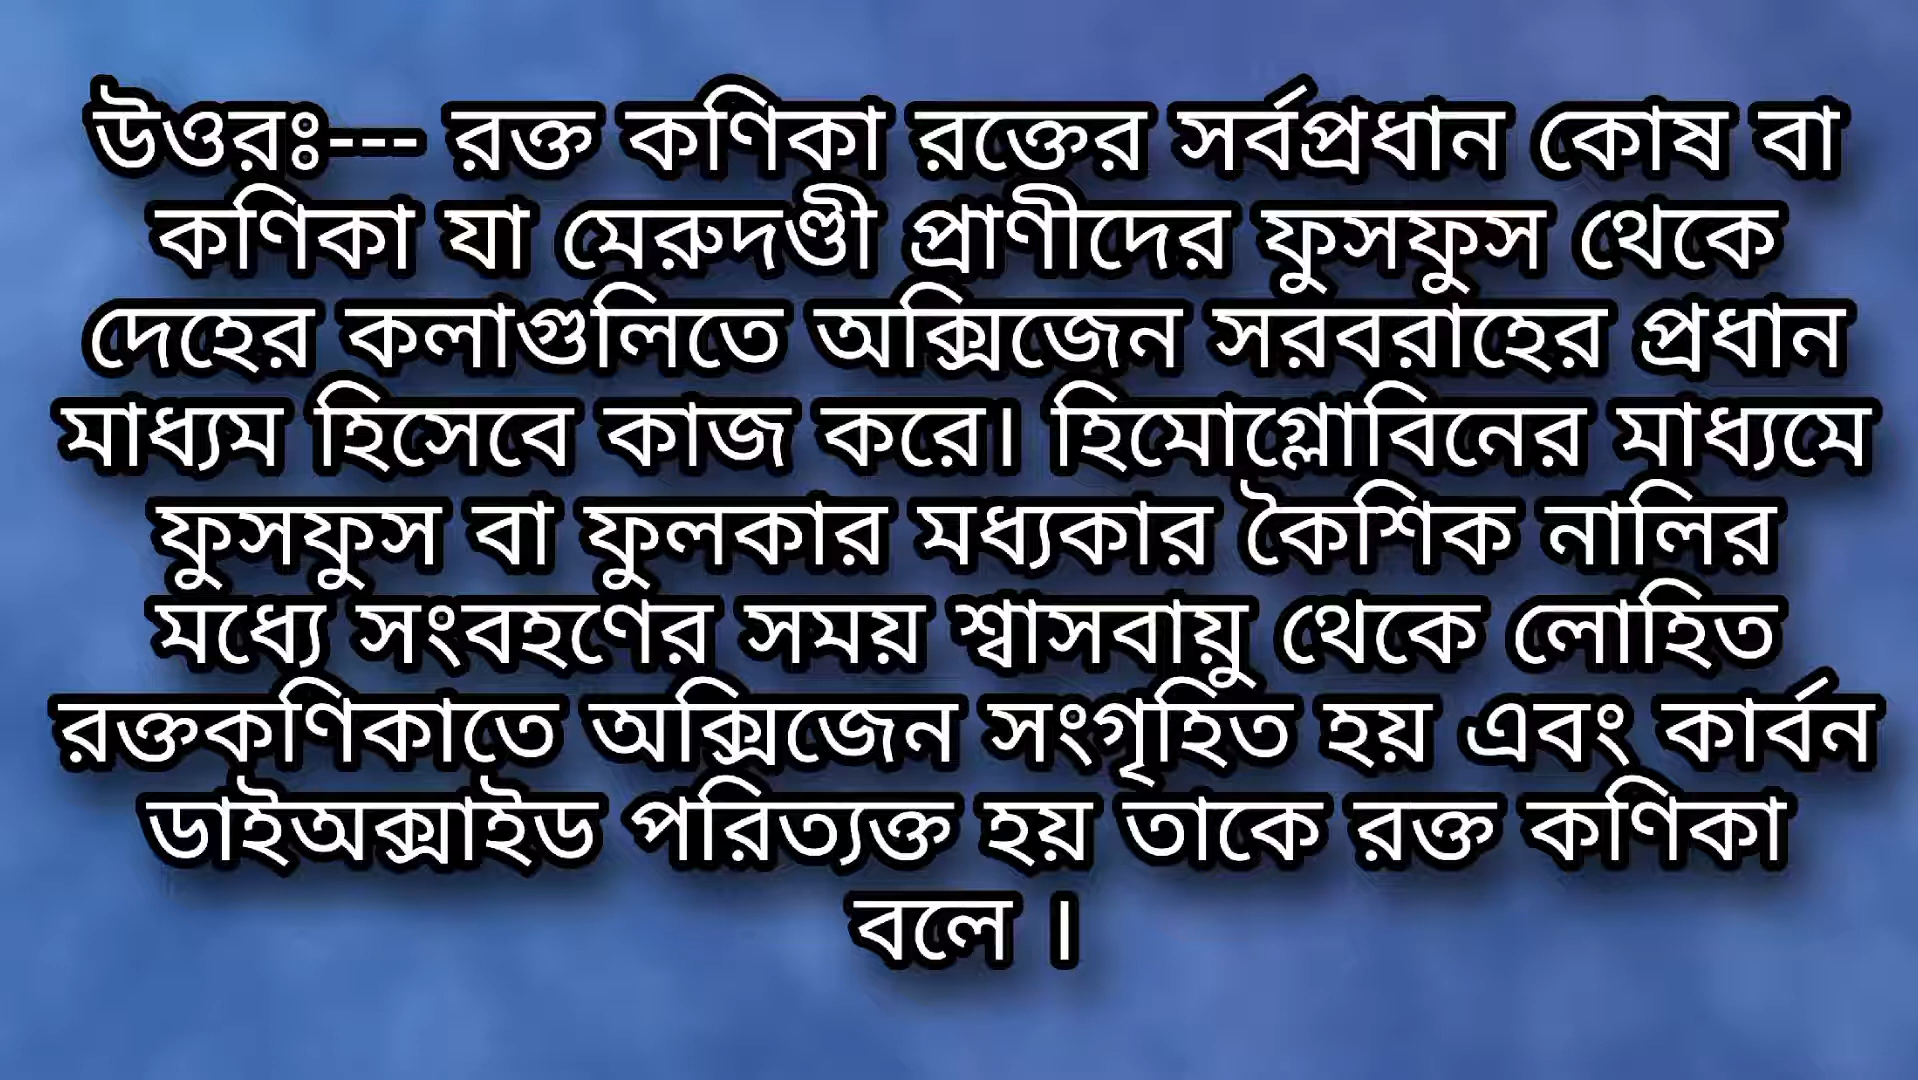 উওরঃ--- রক্ত কণিকা রক্তের সর্বপ্রধান কোষ বা
কণিকা যা মেরুদণ্ডী প্রাণীদের ফুসফুস থেকে
দেহের কলাগুলিতে অক্সিজেন সরবরাহের প্রধান
মাধ্যম হিসেবে কাজ করে। হিমোগ্লোবিনের মাধ্যমে
ফুসফুস বা ফুলকার মধ্যকার কৈশিক নালির
মধ্যে সংবহণের সময় শ্বাসবায়ু থেকে লোহিত
রক্তকণিকাতে অক্সিজেন সংগৃহিত হয় এবং কার্বন
ডাইঅক্সাইড পরিত্যক্ত হয় তাকে রক্ত কণিকা
বলে ।